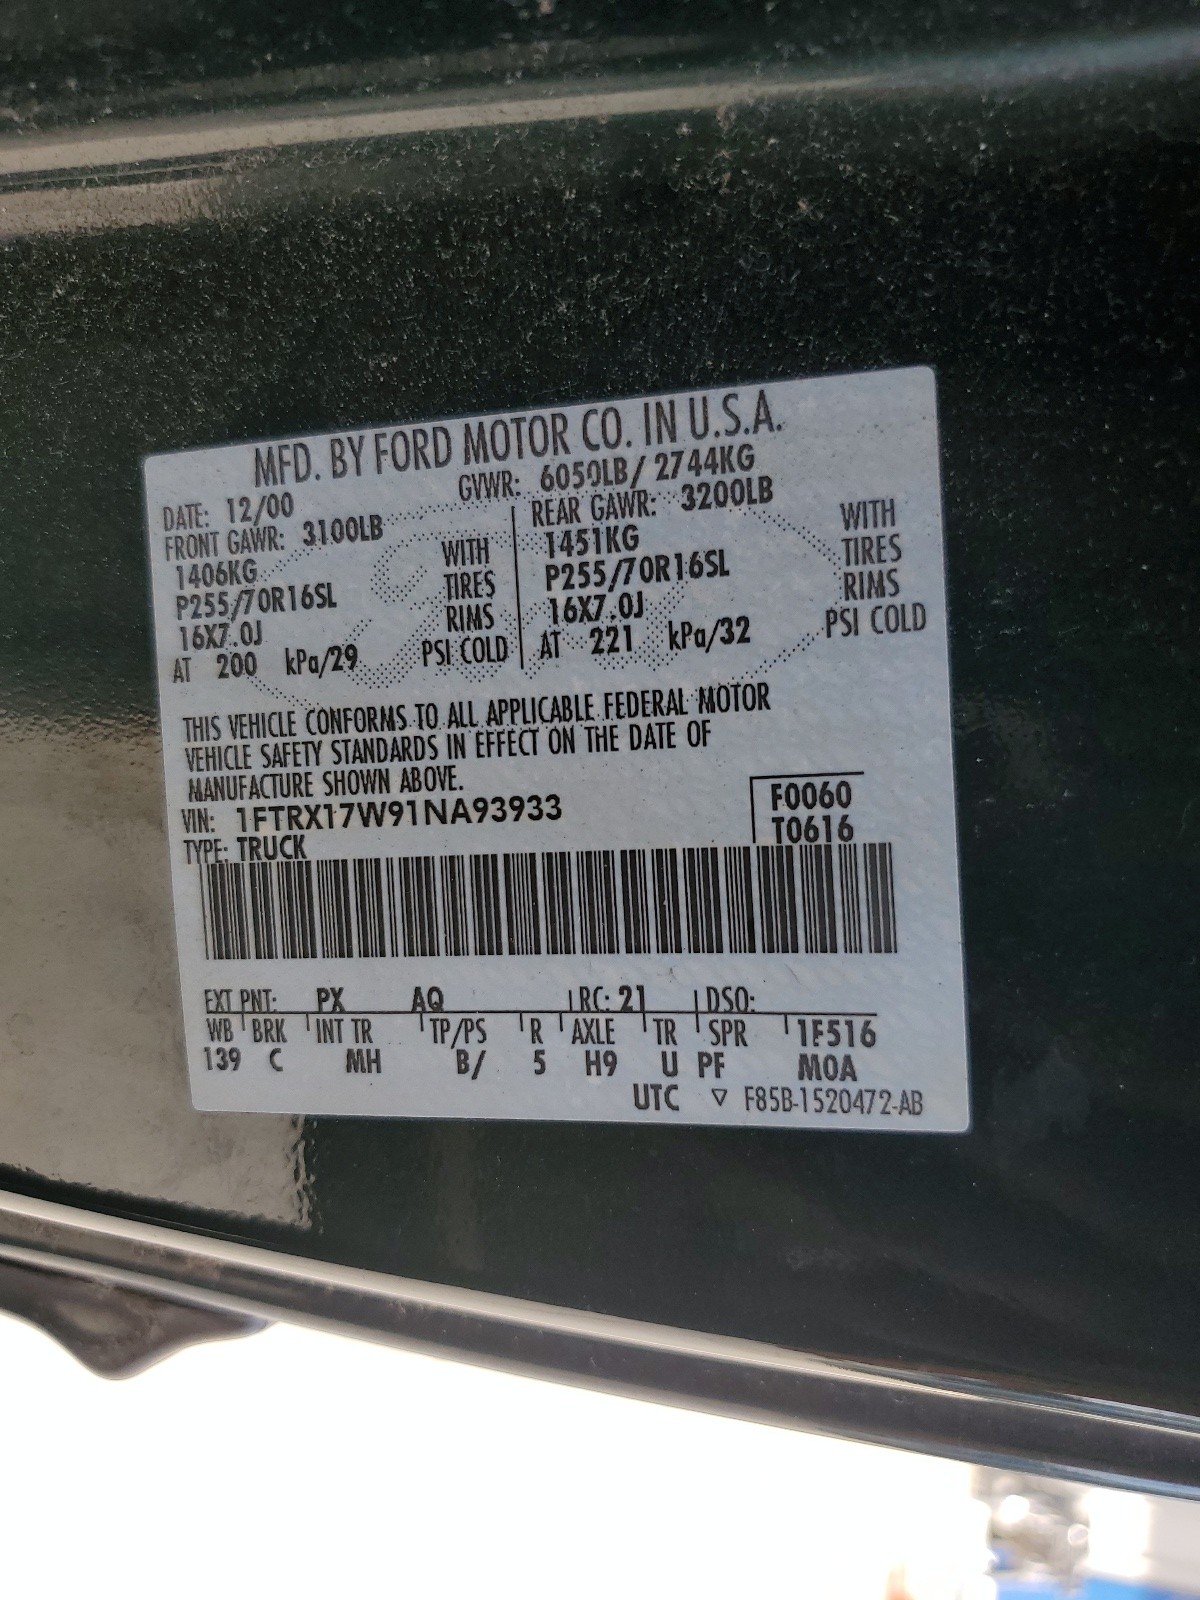 MFD. BY FORD MOTOR CO. IN U.S.A.
DATE: 12/00 GVWR: 6050LB/ 2744KG
FRONT GAWR: 3100LB REAR GAWR: 3200LB
1406KG WITH 1451KG WITH
P255/70R16SL TIRES P255/70R16SL TIRES
16X7.0J RIMS 16X7.0J RIMS
AT 200 kPa/29 PSI COLD AT 221 kPa/32 PSI COLD
THIS VEHICLE CONFORMS TO ALL APPLICABLE FEDERAL MOTOR
VEHICLE SAFETY STANDARDS IN EFFECT ON THE DATE OF
MANUFACTURE SHOWN ABOVE.
VIN: 1FTRX17W91NA93933 F0060
TYPE: TRUCK T0616
EXT PNT: PX AQ RC: 21 DSO:
WB BRK INT TR TP/PS R AXLE TR SPR 1F516
139 C MH B/ 5 H9 U PF M0A
UTC ▽ F85B-1520472-AB